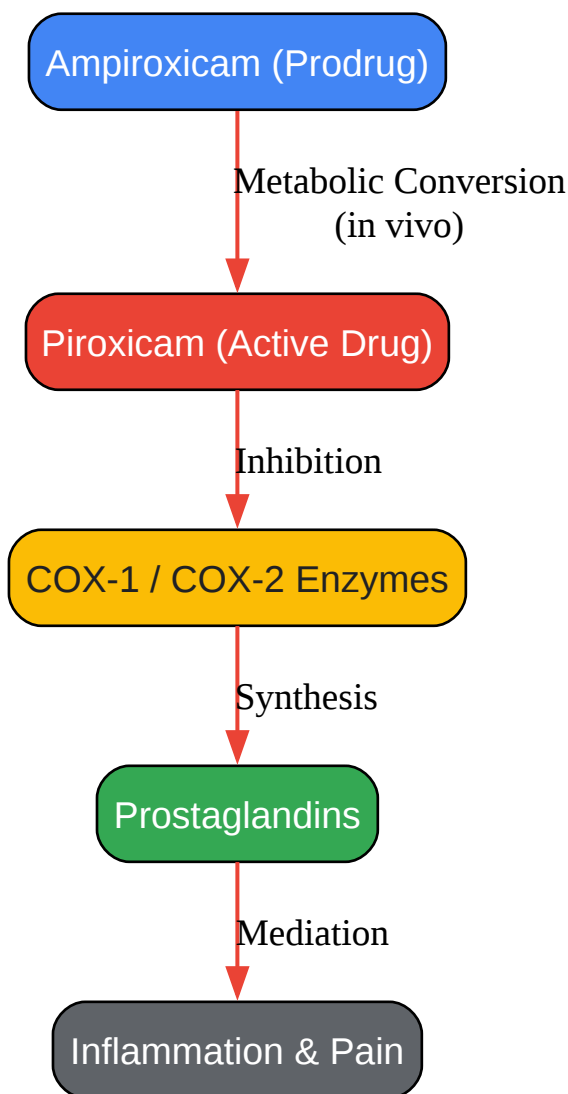 Ampiroxicam (Prodrug)
Metabolic Conversion
(in vivo)
Piroxicam (Active Drug)
Inhibition
COX-1 / COX-2 Enzymes
Synthesis
Prostaglandins
Mediation
Inflammation & Pain